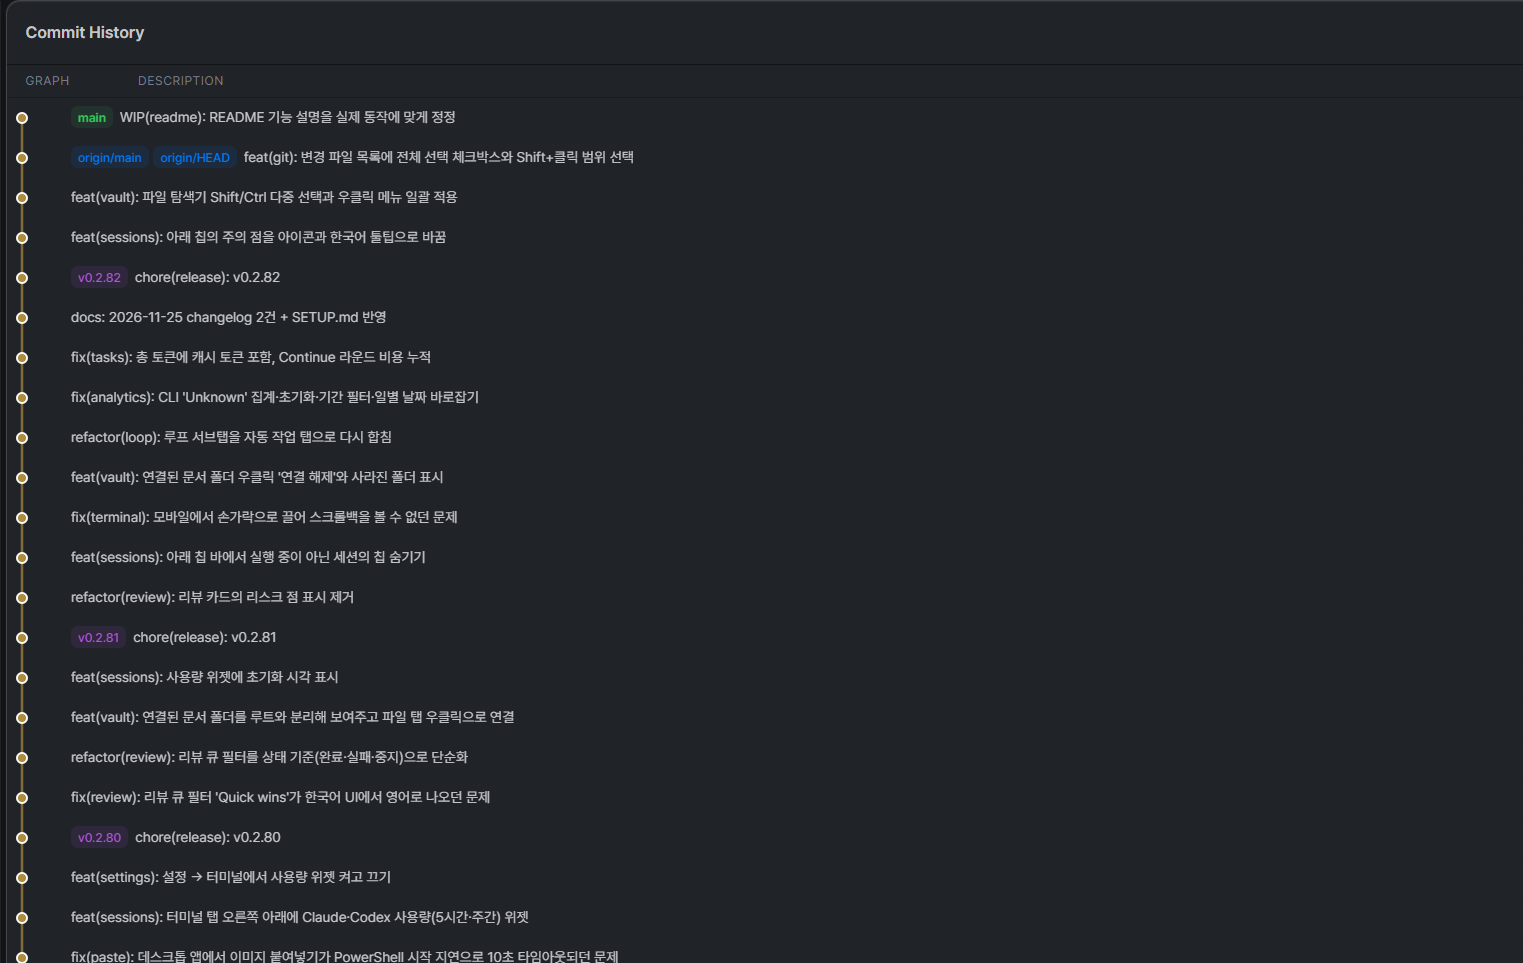 Commit History
GRAPH DESCRIPTION
main WIP(readme): README 기능 설명을 실제 동작에 맞게 정정
origin/main origin/HEAD feat(git): 변경 파일 목록에 전체 선택 체크박스와 Shift+클릭 범위 선택
feat(vault): 파일 탐색기 Shift/Ctrl 다중 선택과 우클릭 메뉴 일괄 적용
feat(sessions): 아래 칩의 주의 점을 아이콘과 한국어 툴팁으로 바꿈
v0.2.82 chore(release): v0.2.82
docs: 2026-11-25 changelog 2건 + SETUP.md 반영
fix(tasks): 총 토큰에 캐시 토큰 포함, Continue 라운드 비용 누적
fix(analytics): CLI 'Unknown' 집계·초기화·기간 필터·일별 날짜 바로잡기
refactor(loop): 루프 서브탭을 자동 작업 탭으로 다시 합침
feat(vault): 연결된 문서 폴더 우클릭 '연결 해제'와 사라진 폴더 표시
fix(terminal): 모바일에서 손가락으로 끌어 스크롤백을 볼 수 없던 문제
feat(sessions): 아래 칩 바에서 실행 중이 아닌 세션의 칩 숨기기
refactor(review): 리뷰 카드의 리스크 점 표시 제거
v0.2.81 chore(release): v0.2.81
feat(sessions): 사용량 위젯에 초기화 시각 표시
feat(vault): 연결된 문서 폴더를 루트와 분리해 보여주고 파일 탭 우클릭으로 연결
refactor(review): 리뷰 큐 필터를 상태 기준(완료·실패·중지)으로 단순화
fix(review): 리뷰 큐 필터 'Quick wins'가 한국어 UI에서 영어로 나오던 문제
v0.2.80 chore(release): v0.2.80
feat(settings): 설정 → 터미널에서 사용량 위젯 켜고 끄기
feat(sessions): 터미널 탭 오른쪽 아래에 Claude·Codex 사용량(5시간·주간) 위젯
fix(paste): 데스크톱 앱에서 이미지 붙여넣기가 PowerShell 시작 지연으로 10초 타임아웃되던 문제